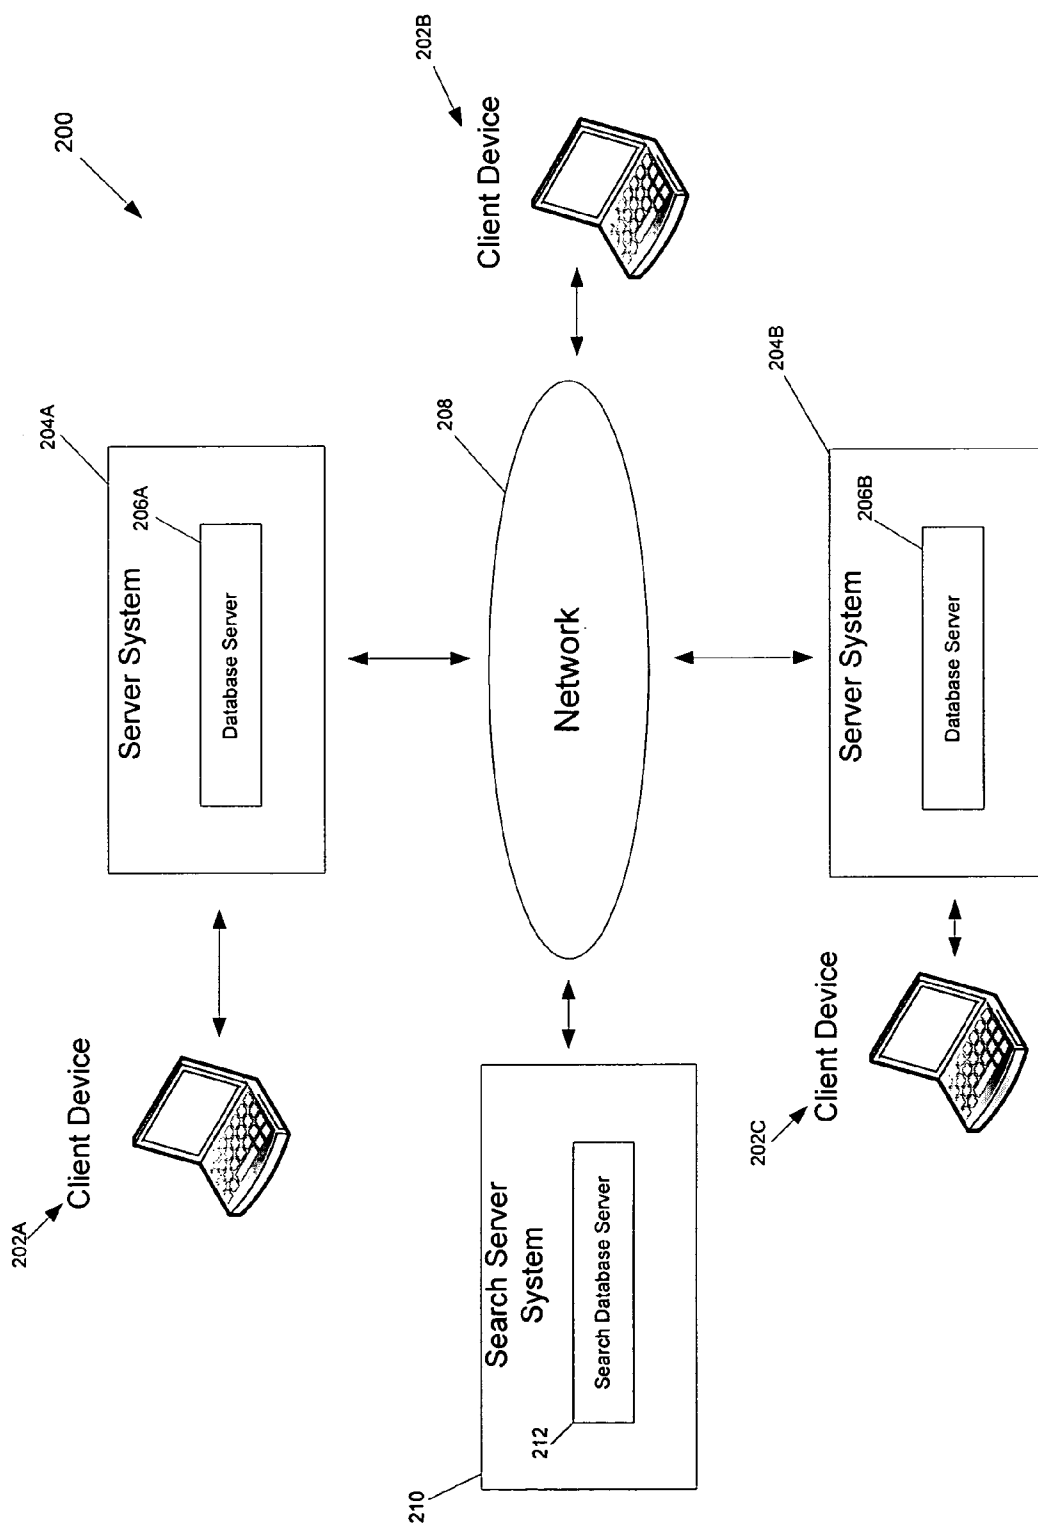 200
202A
Client Device
Server System
204A
Database Server
206A
Client Device
202B
Search Server
System
Search Database Server
210
212
Network
208
Client Device
202C
Server System
204B
Database Server
206B